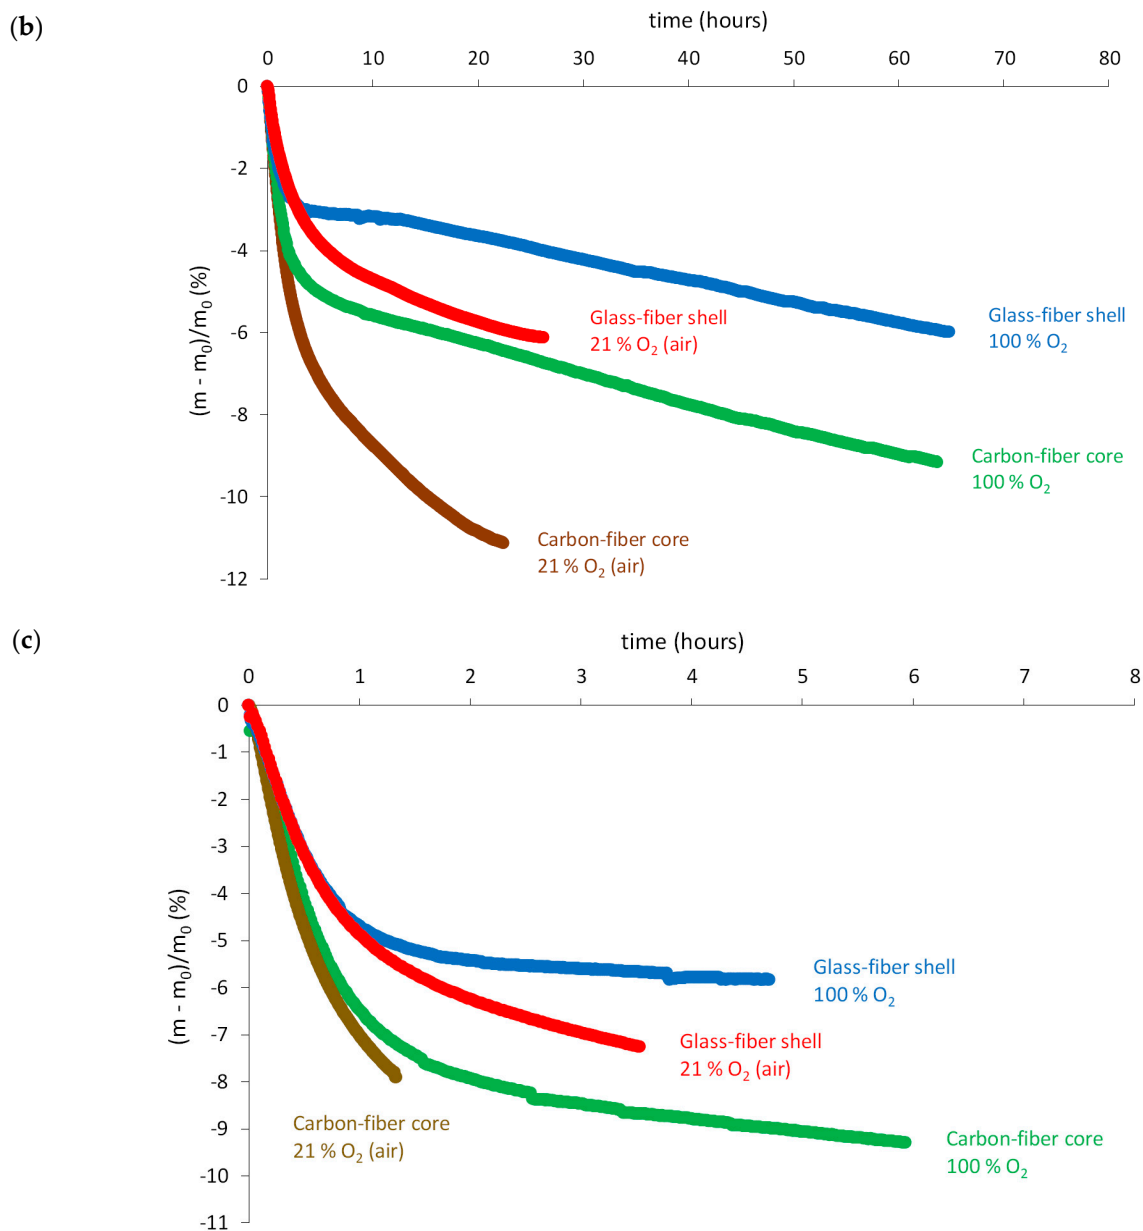 (b)
time (hours)
0 10 20 30 40 50 60 70 80
0
-2
-4
-6
-8
-10
-12
(m - m₀)/m₀ (%)
Glass-fiber shell
100 % O₂
Glass-fiber shell
21 % O₂ (air)
Carbon-fiber core
100 % O₂
Carbon-fiber core
21 % O₂ (air)
(c)
time (hours)
0 1 2 3 4 5 6 7 8
0
-1
-2
-3
-4
-5
-6
-7
-8
-9
-10
-11
(m - m₀)/m₀ (%)
Glass-fiber shell
100 % O₂
Glass-fiber shell
21 % O₂ (air)
Carbon-fiber core
21 % O₂ (air)
Carbon-fiber core
100 % O₂